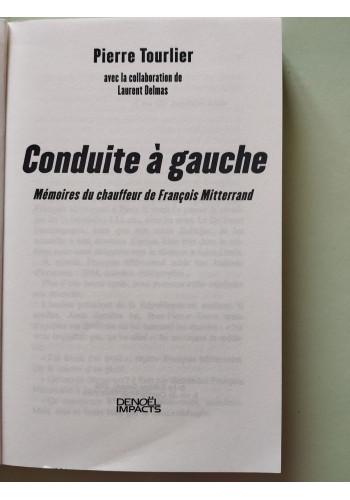 Pierre Tourlier
avec la collaboration de
Laurent Delmas
Conduite à gauche
Mémoires du chauffeur de François Mitterrand
DENOËL
IMPACTS